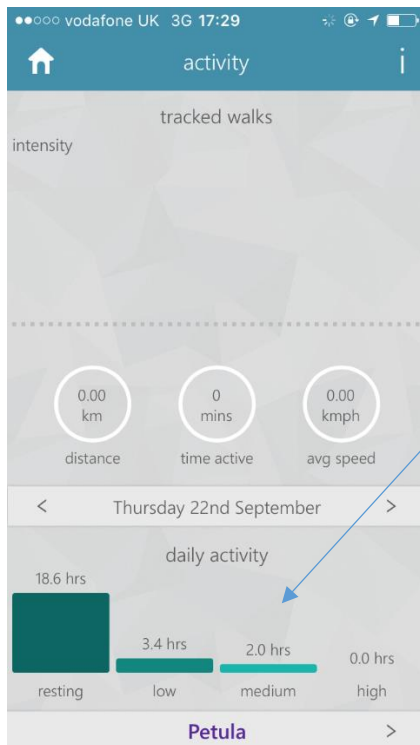 vodafone UK 3G 17:29
activity i
tracked walks
intensity
0.00 0 0.00
km mins kmph
distance time active avg speed
< Thursday 22nd September >
daily activity
18.6 hrs
3.4 hrs 2.0 hrs 0.0 hrs
resting low medium high
Petula >